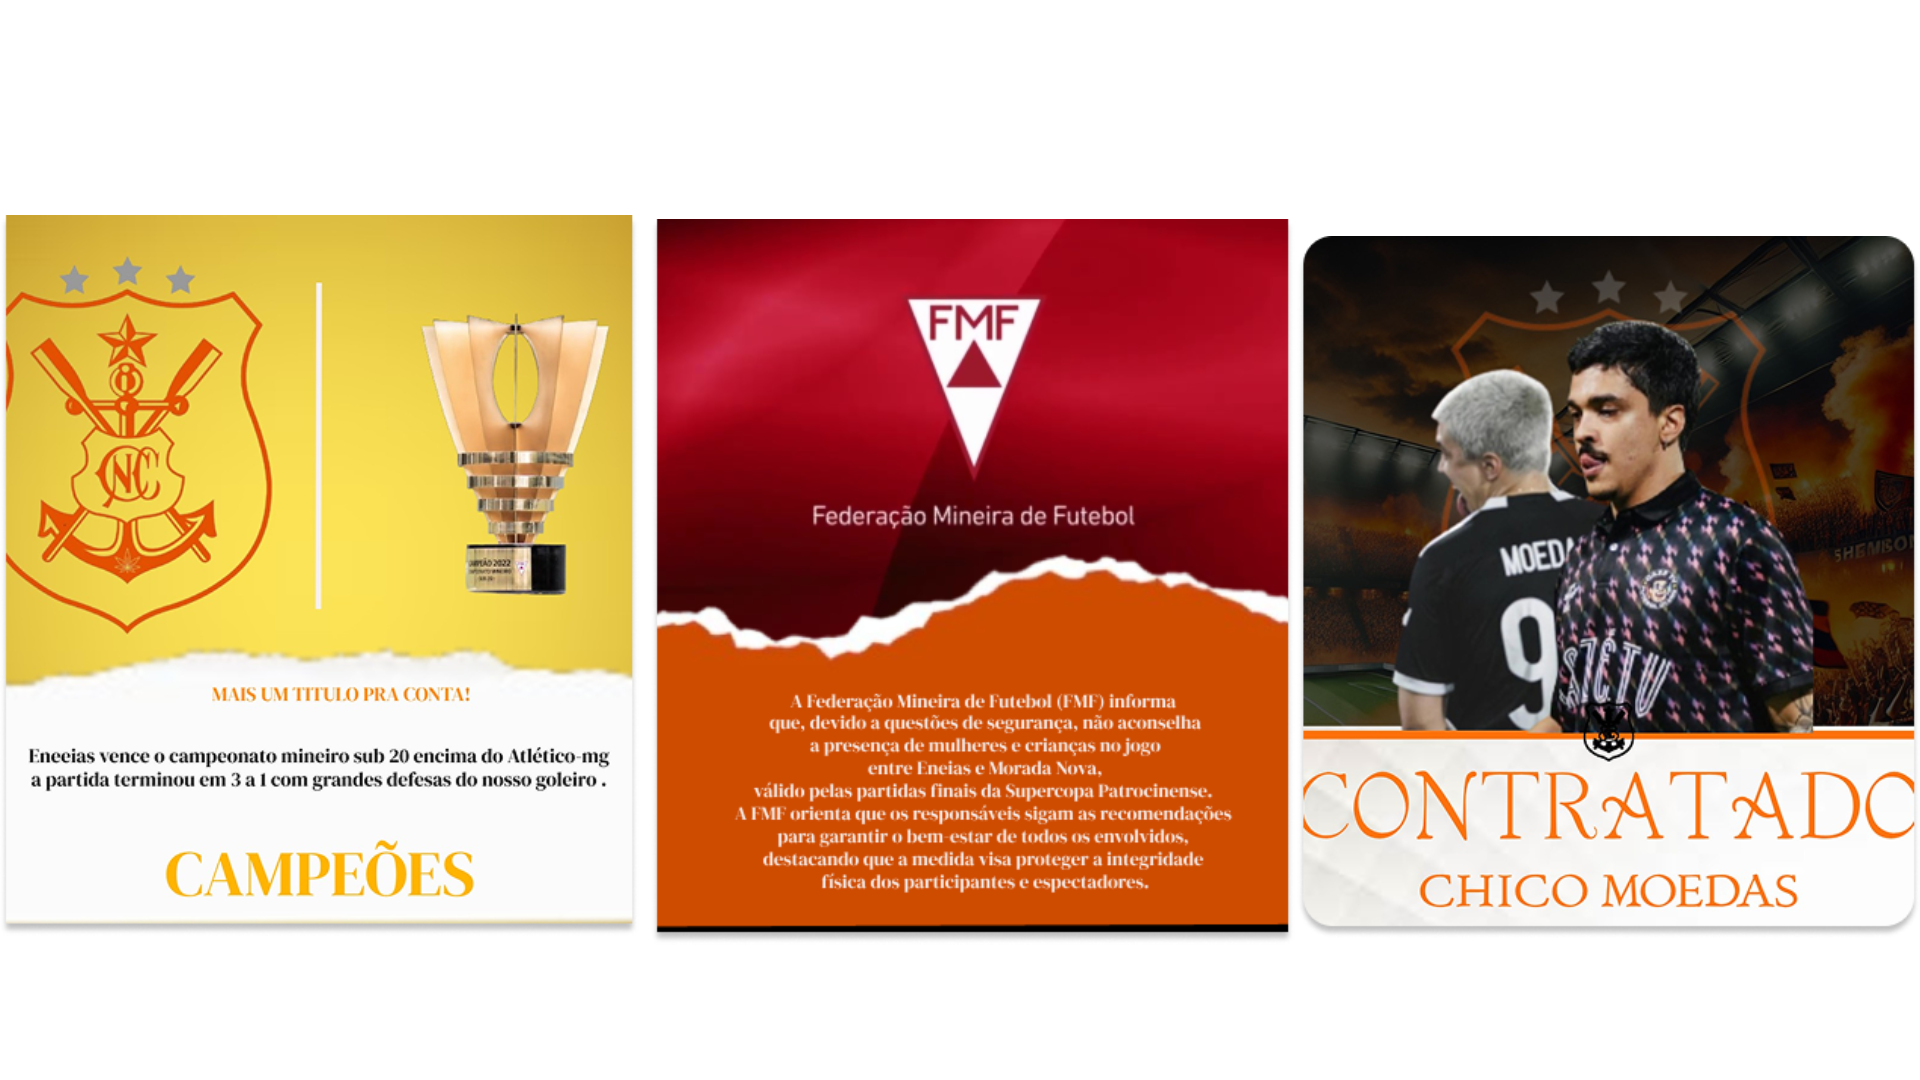 NC
CAMPEÃO 2022
MAIS UM TITULO PRA CONTA!
Eneeias vence o campeonato mineiro sub 20 encima do Atlético-mg
a partida terminou em 3 a 1 com grandes defesas do nosso goleiro .
CAMPEÕES
FMF
Federação Mineira de Futebol
A Federação Mineira de Futebol (FMF) informa
que, devido a questões de segurança, não aconselha
a presença de mulheres e crianças no jogo
entre Eneias e Morada Nova,
válido pelas partidas finais da Supercopa Patrocinense.
A FMF orienta que os responsáveis sigam as recomendações
para garantir o bem-estar de todos os envolvidos,
destacando que a medida visa proteger a integridade
física dos participantes e espectadores.
MOEDA
9
CONTRATADO
CHICO MOEDAS